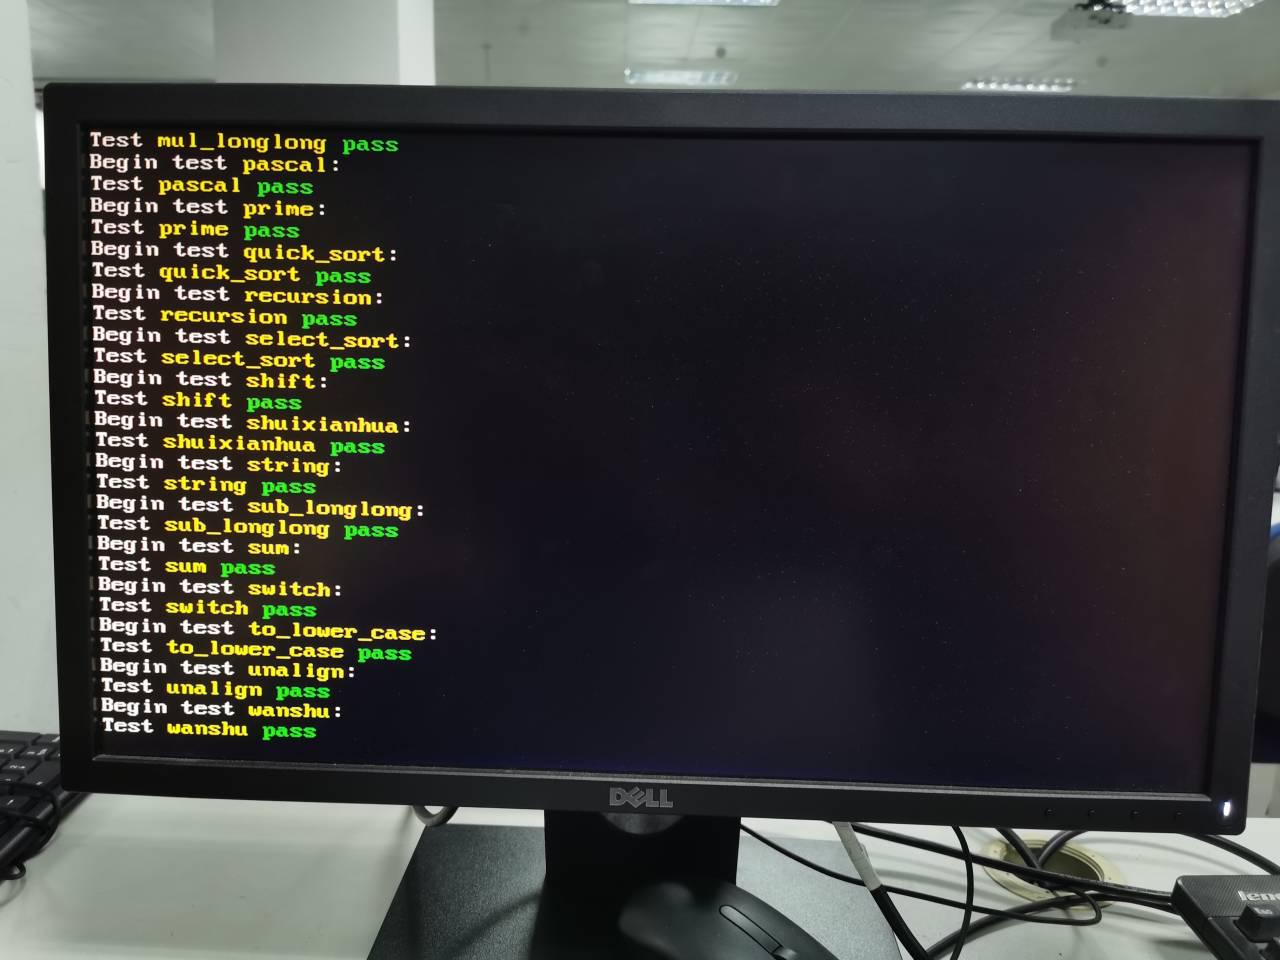 Test mul_longlong pass
Begin test pascal:
Test pascal pass
Begin test prime:
Test prime pass
Begin test quick_sort:
Test quick_sort pass
Begin test recursion:
Test recursion pass
Begin test select_sort:
Test select_sort pass
Begin test shift:
Test shift pass
Begin test shuixianhua:
Test shuixianhua pass
Begin test string:
Test string pass
Begin test sub_longlong:
Test sub_longlong pass
Begin test sum:
Test sum pass
Begin test switch:
Test switch pass
Begin test to_lower_case:
Test to_lower_case pass
Begin test unalign:
Test unalign pass
Begin test wanshu:
Test wanshu pass
DELL